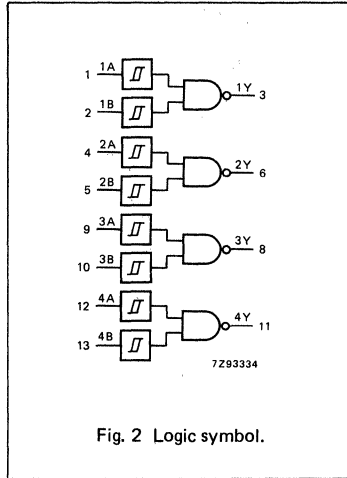 1 1A 1Y 3
2 1B
4 2A 2Y 6
5 2B
9 3A 3Y 8
10 3B
12 4A 4Y 11
13 4B
7Z93334
Fig. 2 Logic symbol.